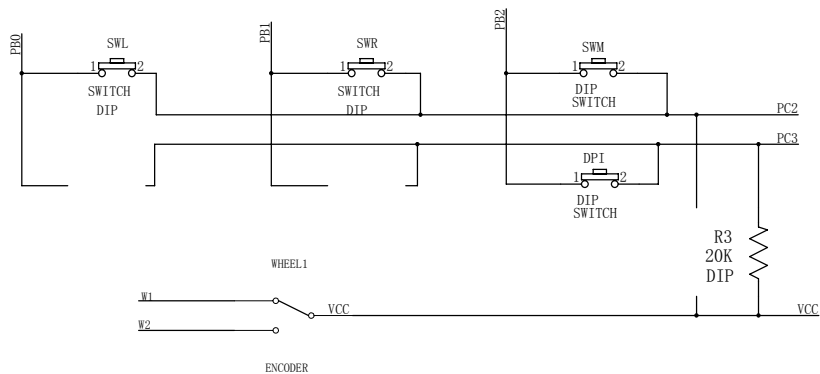 PB0
SWL
1 2
SWITCH
DIP
PB1
SWR
1 2
SWITCH
DIP
PB2
SWM
1 2
DIP
SWITCH
PC2
PC3
DPI
1 2
DIP
SWITCH
R3
20K
DIP
WHEEL1
W1
W2
VCC
VCC
ENCODER